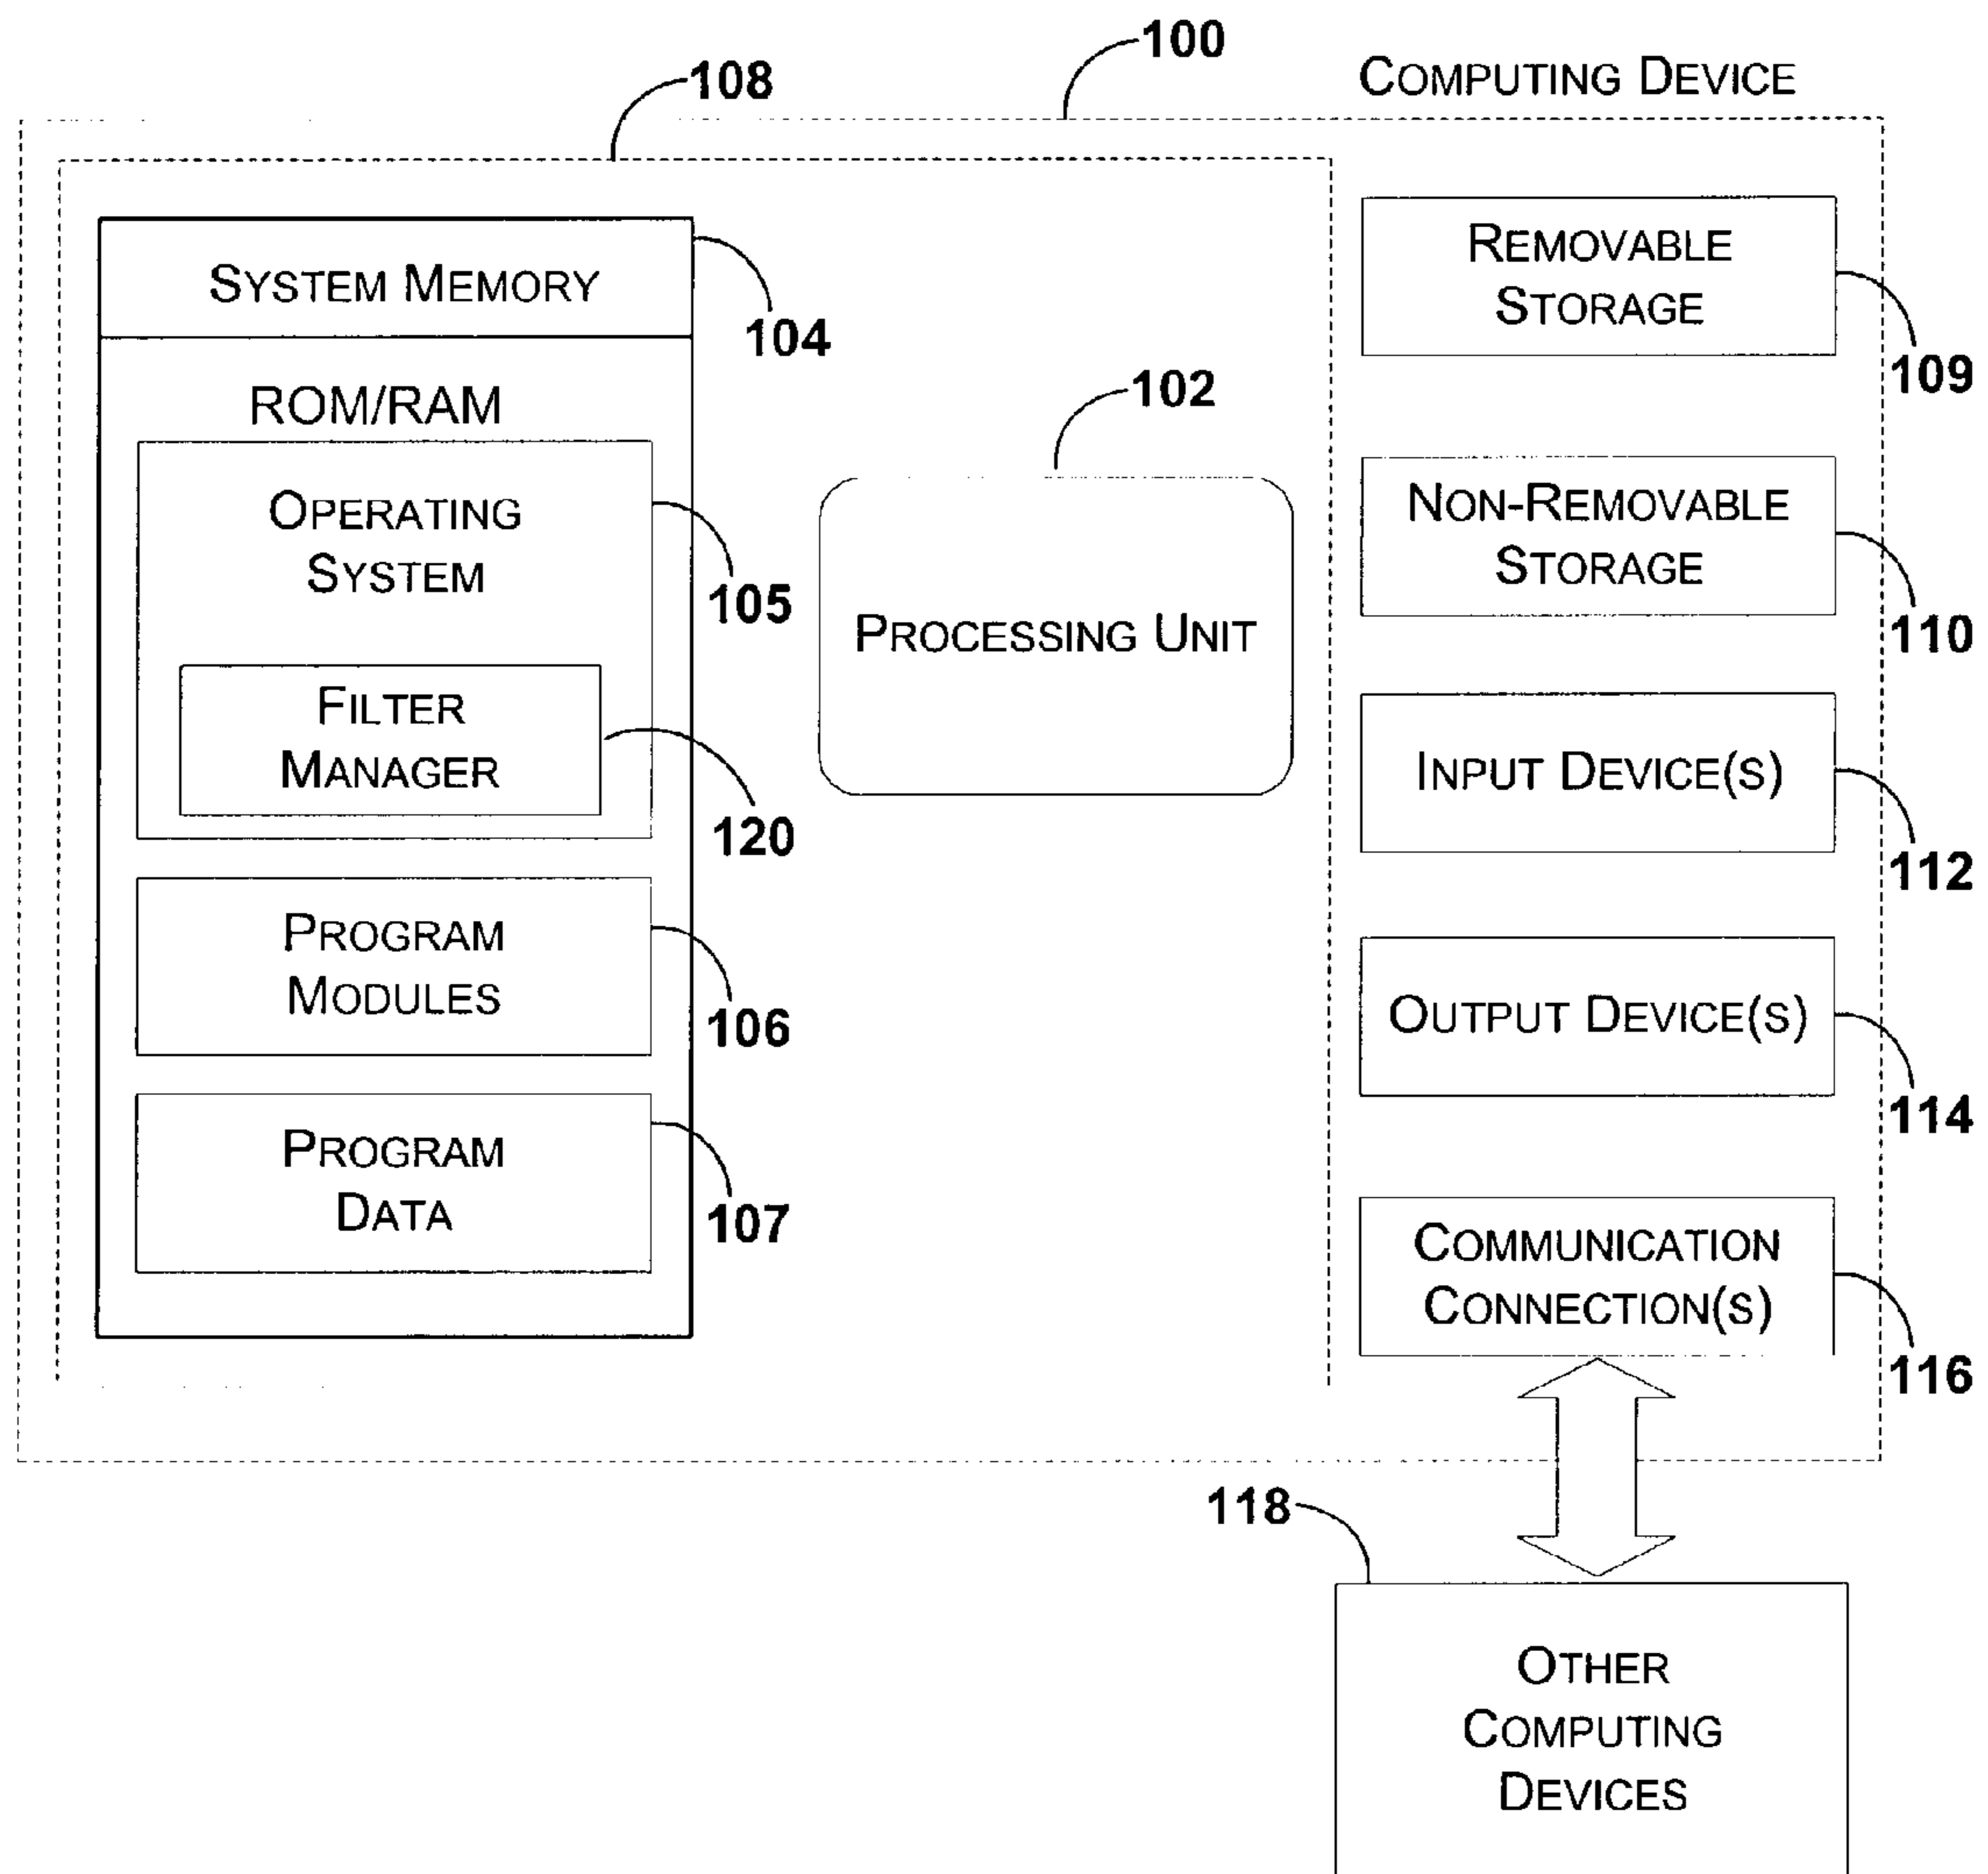 100
COMPUTING DEVICE
108
SYSTEM MEMORY
104
ROM/RAM
OPERATING
SYSTEM
105
FILTER
MANAGER
120
PROGRAM
MODULES
106
PROGRAM
DATA
107
102
PROCESSING UNIT
REMOVABLE
STORAGE
109
NON-REMOVABLE
STORAGE
110
INPUT DEVICE(S)
112
OUTPUT DEVICE(S)
114
COMMUNICATION
CONNECTION(S)
116
118
OTHER
COMPUTING
DEVICES